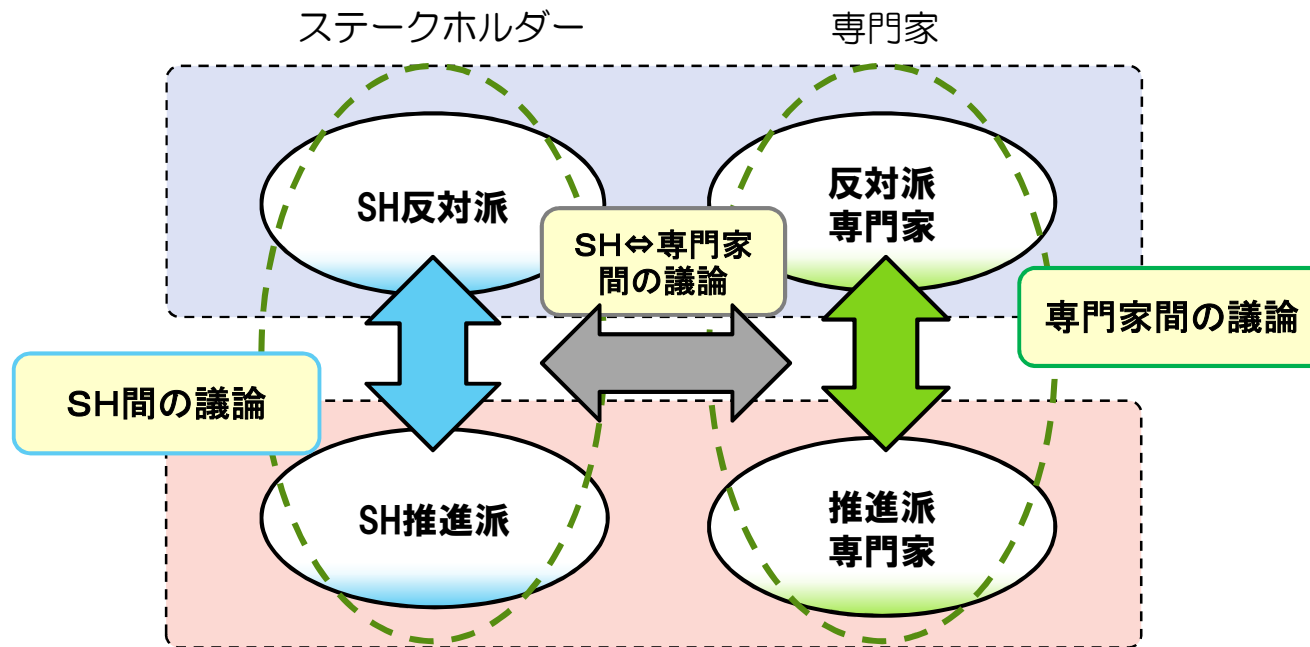 ステークホルダー
専門家
SH反対派
反対派
専門家
SH⇔専門家
間の議論
専門家間の議論
SH間の議論
SH推進派
推進派
専門家